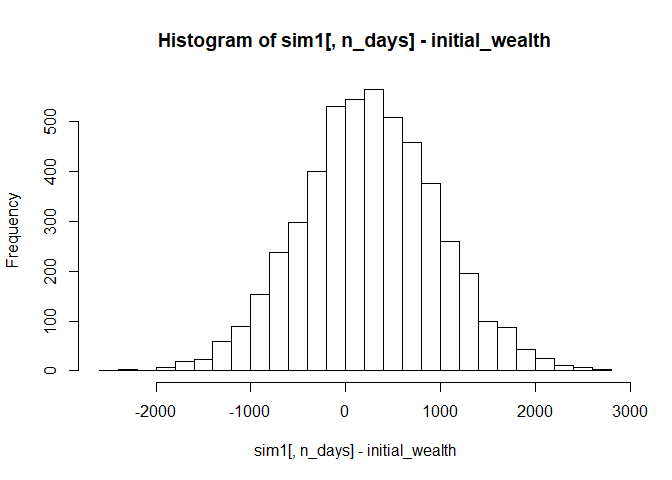 Histogram of sim1[, n_days] - initial_wealth
Frequency
500
400
300
200
100
0
-2000 -1000 0 1000 2000 3000
sim1[, n_days] - initial_wealth